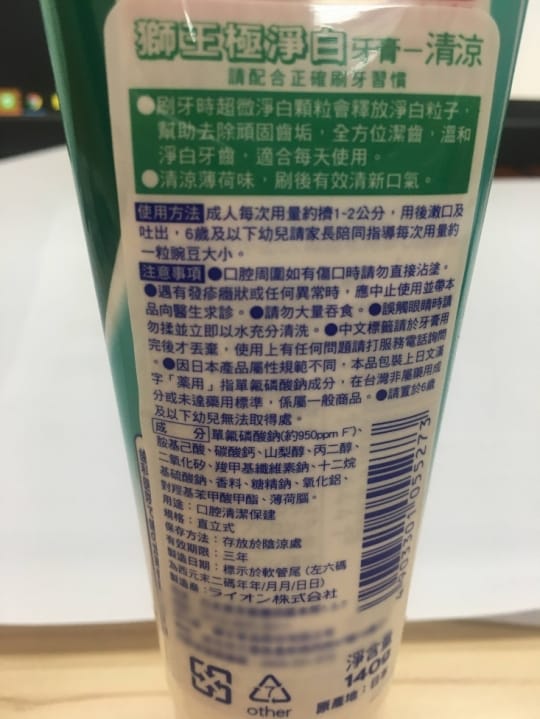 獅王極淨白牙膏-清涼
請配合正確刷牙習慣
●刷牙時超微淨白顆粒會釋放淨白粒子,
幫助去除頑固齒垢，全方位潔齒，溫和
淨白牙齒，適合每天使用。
●清涼薄荷味，刷後有效清新口氣。
使用方法 成人每次用量約擠1-2公分，用後漱口及
吐出，6歲及以下幼兒請家長陪同指導每次用量約
一粒豌豆大小。
注意事項 ●口腔周圍如有傷口時請勿直接沾塗。
●遇有發疹癥狀或任何異常時，應中止使用並帶本
品向醫生求診。●請勿大量吞食。●誤觸眼睛時請
勿揉並立即以水充分清洗。●中文標籤請於牙膏用
完後才丟棄，使用上有任何問題請打服務電話詢問
。●因日本產品屬性規範不同，本品包裝上日文漢
字「薬用」指單氟磷酸鈉成分，在台灣非屬藥用成
分或未達藥用標準，係屬一般商品。●請置於6歲
及以下幼兒無法取得處。
成分 單氟磷酸鈉(約950ppm F⁻)、
胺基己酸、碳酸鈣、山梨醇、丙二醇、
二氧化矽、羧甲基纖維素鈉、十二烷
基硫酸鈉、香料、糖精鈉、氧化鋁、
對羥基苯甲酸甲酯、薄荷腦。
用途：口腔清潔保建
規格：直立式
保存方法：存放於陰涼處
有效期限：三年
製造日期：標示於軟管尾 (左六碼
為西元末二碼年年/月月/日日)
製造產：ライオン株式会社
4903301055273
淨含量
140g
原產地：日本
7
other